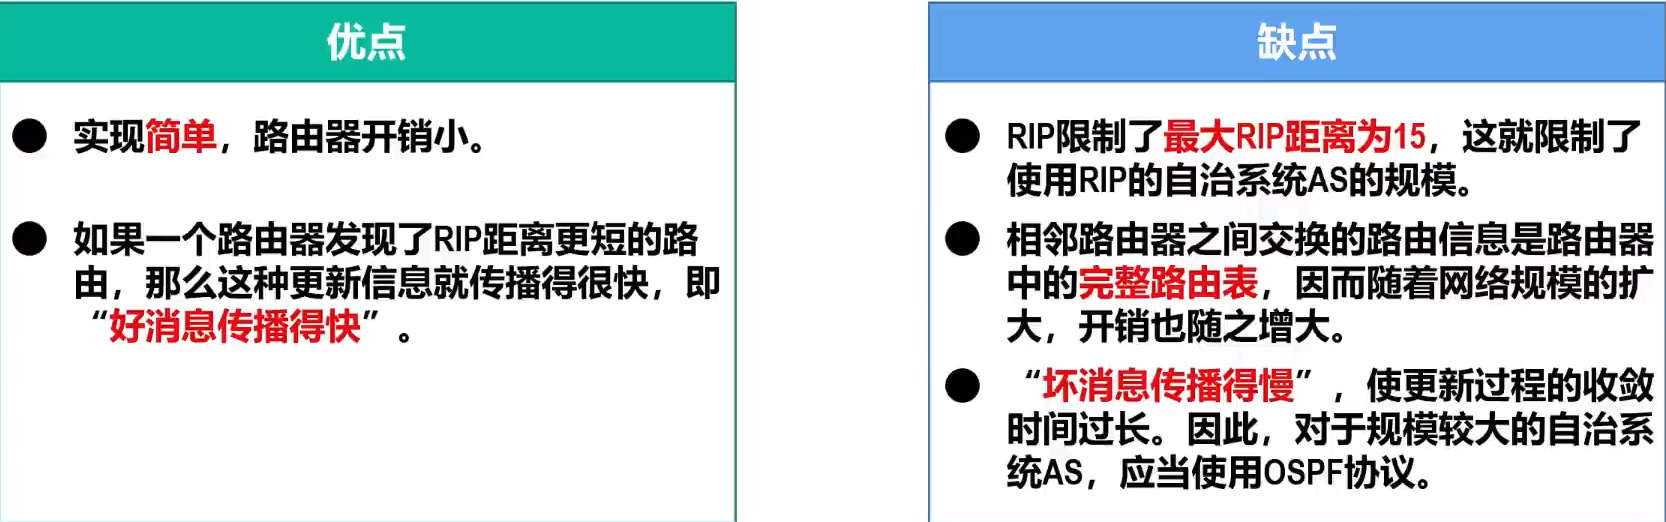 优点
实现简单，路由器开销小。
如果一个路由器发现了RIP距离更短的路
由，那么这种更新信息就传播得很快，即
“好消息传播得快”。
缺点
RIP限制了最大RIP距离为15，这就限制了
使用RIP的自治系统AS的规模。
相邻路由器之间交换的路由信息是路由器
中的完整路由表，因而随着网络规模的扩
大，开销也随之增大。
“坏消息传播得慢”，使更新过程的收敛
时间过长。因此，对于规模较大的自治系
统AS，应当使用OSPF协议。